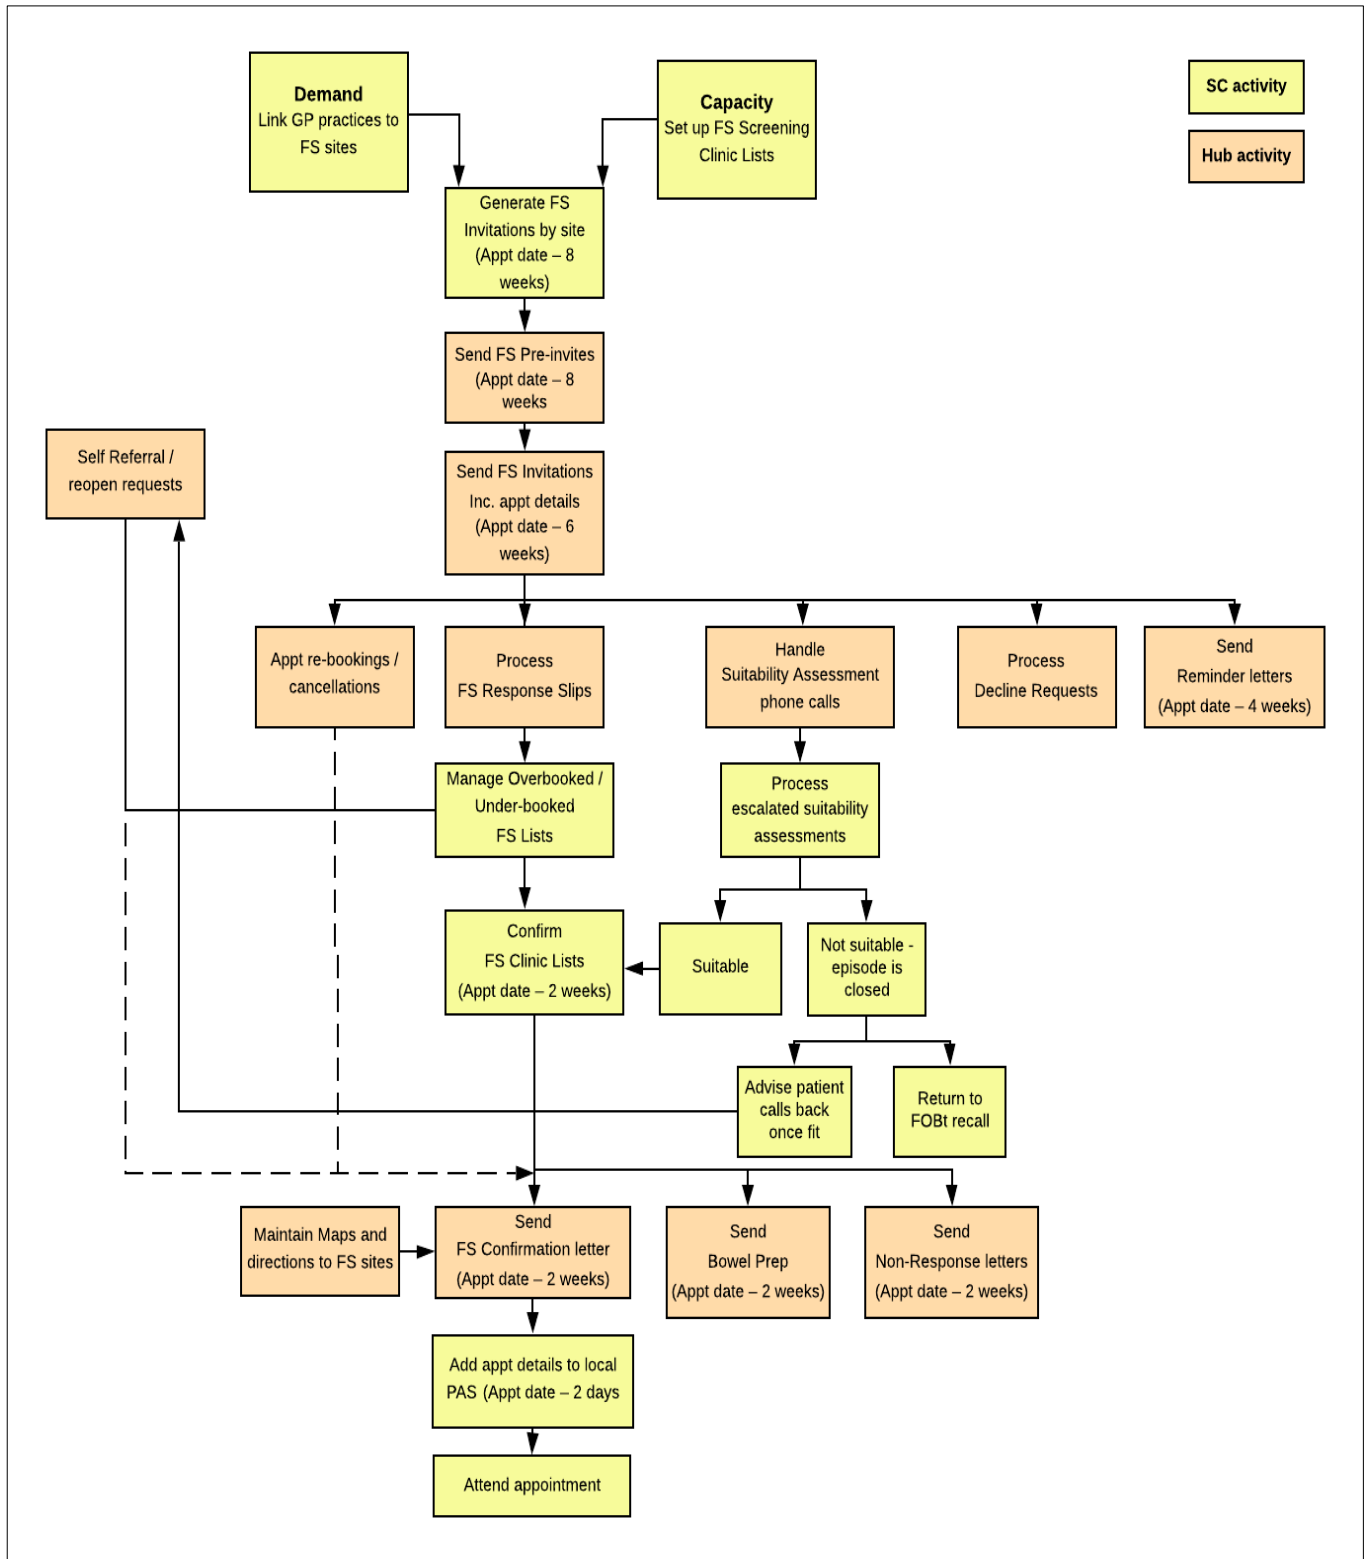 Demand
Link GP practices to
FS sites
Capacity
Set up FS Screening
Clinic Lists
SC activity
Hub activity
Generate FS
Invitations by site
(Appt date – 8
weeks)
Send FS Pre-invites
(Appt date – 8
weeks
Self Referral /
reopen requests
Send FS Invitations
Inc. appt details
(Appt date – 6
weeks)
Appt re-bookings /
cancellations
Process
FS Response Slips
Handle
Suitability Assessment
phone calls
Process
Decline Requests
Send
Reminder letters
(Appt date – 4 weeks)
Manage Overbooked /
Under-booked
FS Lists
Process
escalated suitability
assessments
Confirm
FS Clinic Lists
(Appt date – 2 weeks)
Suitable
Not suitable -
episode is
closed
Advise patient
calls back
once fit
Return to
FOBt recall
Maintain Maps and
directions to FS sites
Send
FS Confirmation letter
(Appt date – 2 weeks)
Send
Bowel Prep
(Appt date – 2 weeks)
Send
Non-Response letters
(Appt date – 2 weeks)
Add appt details to local
PAS (Appt date – 2 days
Attend appointment